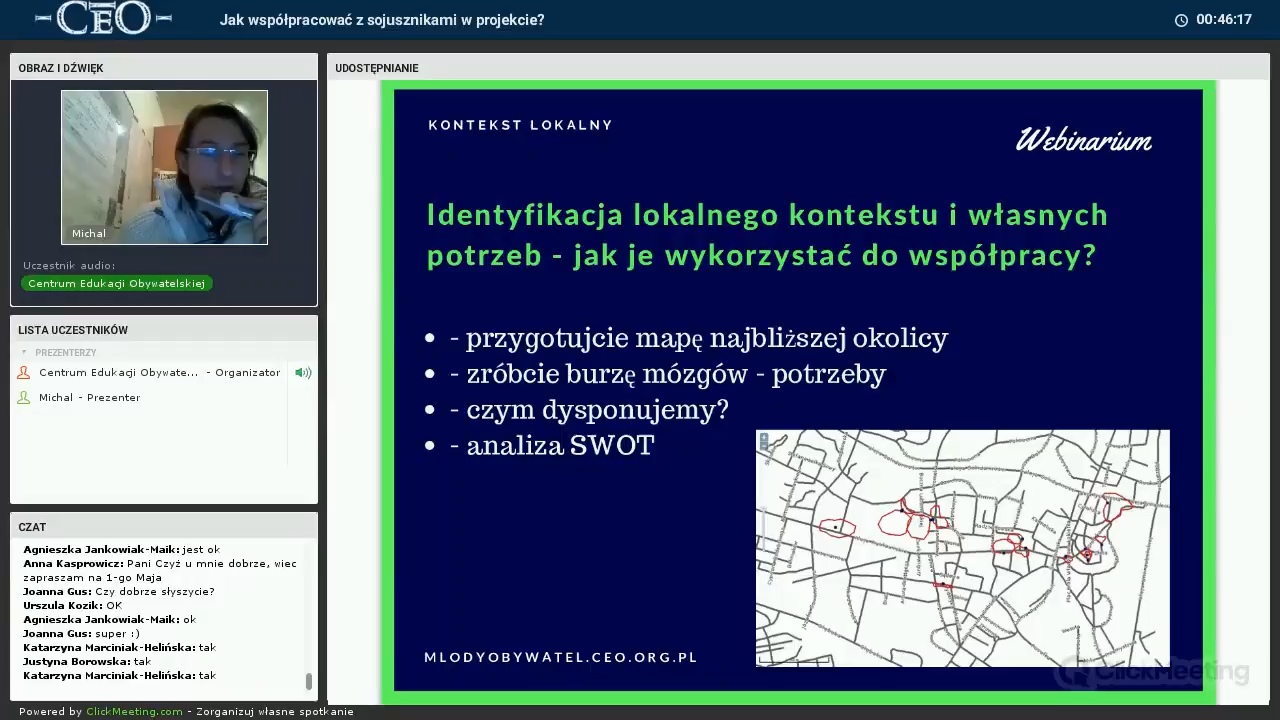 CEO
Jak współpracować z sojusznikami w projekcie?
00:46:17
OBRAZ I DŹWIĘK
Michal
Uczestnik audio:
Centrum Edukacji Obywatelskiej
LISTA UCZESTNIKÓW
PREZENTERZY
Centrum Edukacji Obywate... - Organizator
Michal - Prezenter
CZAT
Agnieszka Jankowiak-Maik: jest ok
Anna Kasprowicz: Pani Czyż u mnie dobrze, wiec
zapraszam na 1-go Maja
Joanna Gus: Czy dobrze słyszycie?
Urszula Kozik: OK
Agnieszka Jankowiak-Maik: ok
Joanna Gus: super :)
Katarzyna Marciniak-Helińska: tak
Justyna Borowska: tak
Katarzyna Marciniak-Helińska: tak
UDOSTĘPNIANIE
KONTEKST LOKALNY
Webinarium
Identyfikacja lokalnego kontekstu i własnych
potrzeb - jak je wykorzystać do współpracy?
• - przygotujcie mapę najbliższej okolicy
• - zróbcie burzę mózgów - potrzeby
• - czym dysponujemy?
• - analiza SWOT
MLODYOBYWATEL.CEO.ORG.PL
ClickMeeting
Powered by ClickMeeting.com - Zorganizuj własne spotkanie